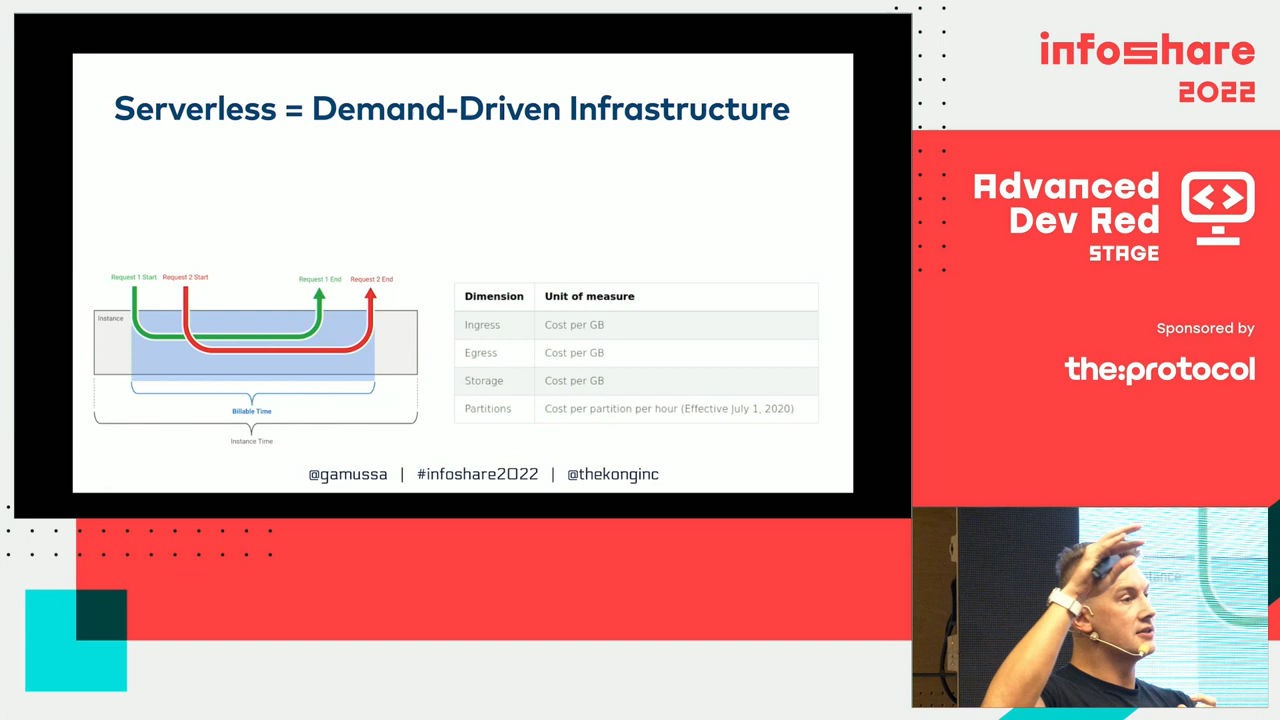 Serverless = Demand-Driven Infrastructure
Request 1 Start
Request 2 Start
Request 1 End
Request 2 End
Instance
Billable Time
Instance Time
Dimension
Unit of measure
Ingress
Cost per GB
Egress
Cost per GB
Storage
Cost per GB
Partitions
Cost per partition per hour (Effective July 1, 2020)
@gamussa | #infoshare2022 | @thekonginc
infoshare
2022
Advanced
Dev Red
STAGE
Sponsored by
the:protocol